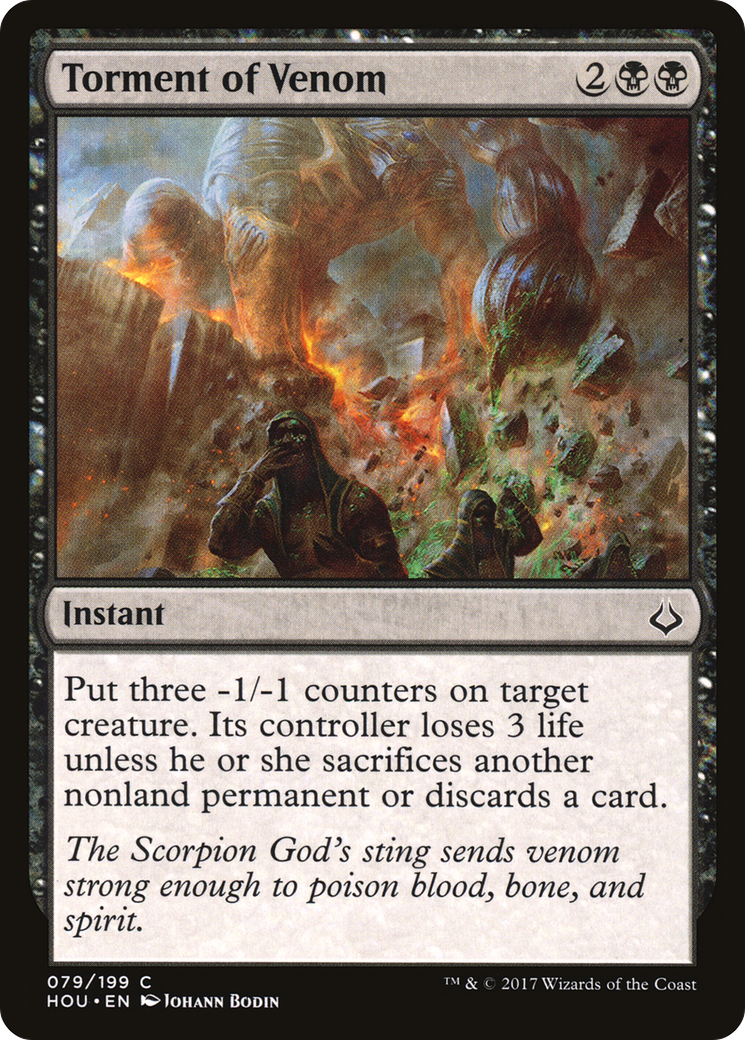 Torment of Venom 2
Instant
Put three -1/-1 counters on target
creature. Its controller loses 3 life
unless he or she sacrifices another
nonland permanent or discards a card.
The Scorpion God's sting sends venom
strong enough to poison blood, bone, and
spirit.
079/199 C
HOU • EN Johann Bodin
™ & © 2017 Wizards of the Coast